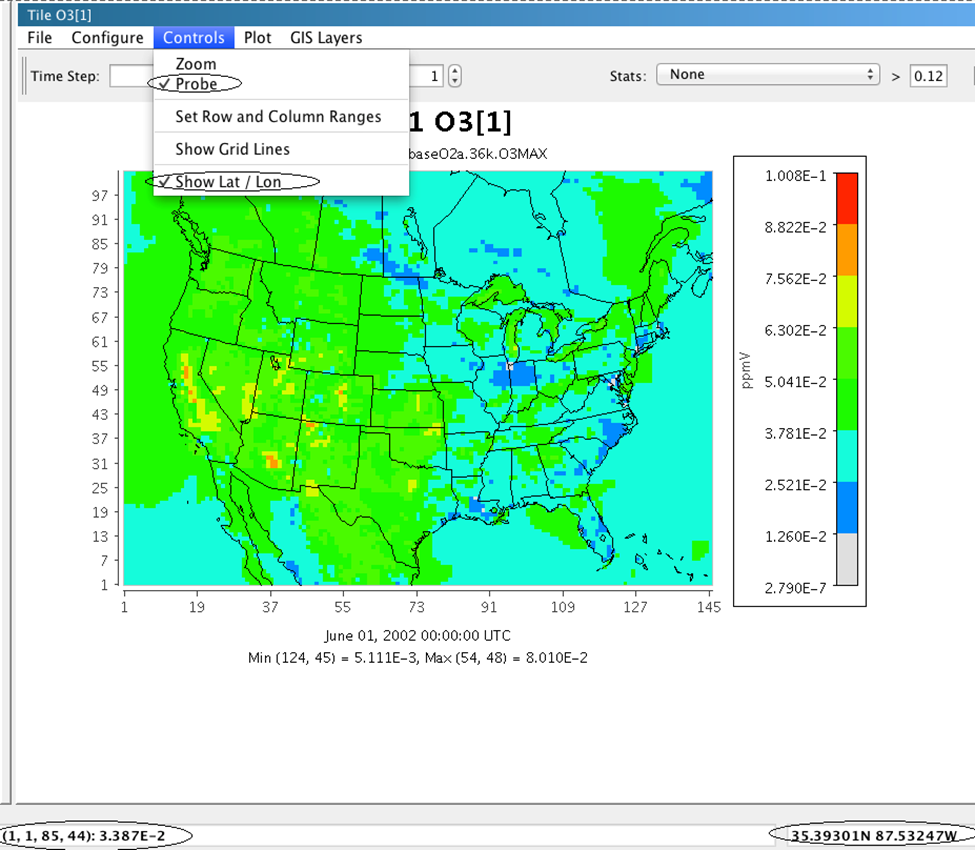 Tile O3[1]
File Configure Controls Plot GIS Layers
Zoom
✓ Probe
Set Row and Column Ranges
Show Grid Lines
✓ Show Lat / Lon
Time Step: 1 Stats: None > 0.12
1 O3[1]
baseO2a.36k.O3MAX
97
91
85
79
73
67
61
55
49
43
37
31
25
19
13
7
1
1 19 37 55 73 91 109 127 145
June 01, 2002 00:00:00 UTC
Min (124, 45) = 5.111E-3, Max (54, 48) = 8.010E-2
ppmV
1.008E-1
8.822E-2
7.562E-2
6.302E-2
5.041E-2
3.781E-2
2.521E-2
1.260E-2
2.790E-7
(1, 1, 85, 44): 3.387E-2 35.39301N 87.53247W